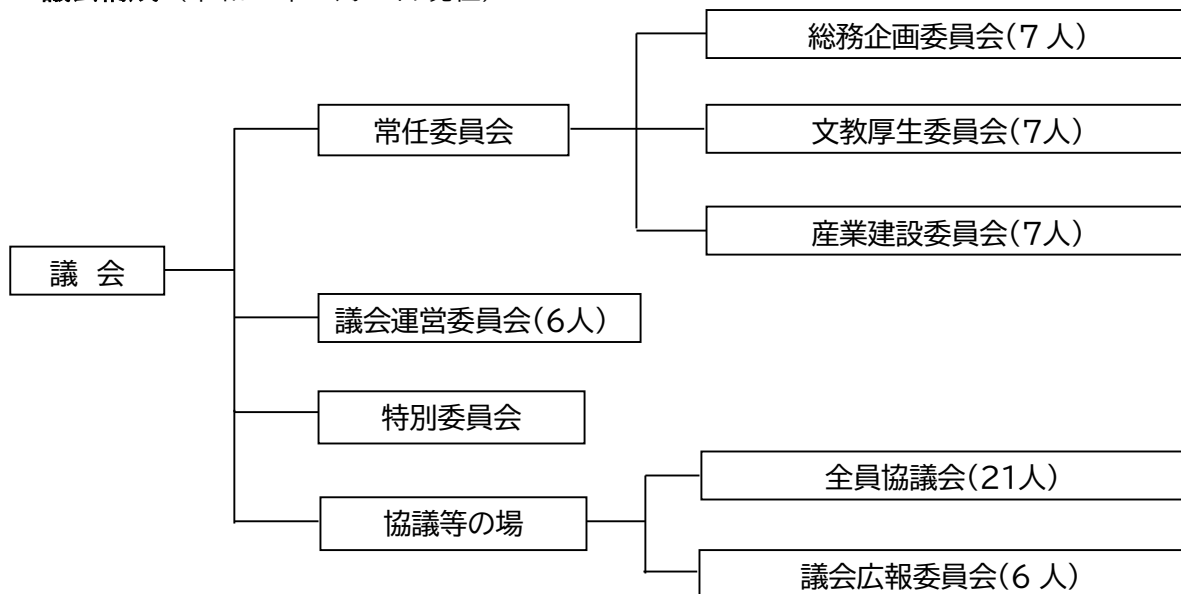 総務企画委員会(7 人)
常任委員会
文教厚生委員会(7人)
産業建設委員会(7人)
議 会
議会運営委員会(6人)
特別委員会
全員協議会(21人)
協議等の場
議会広報委員会(6 人)